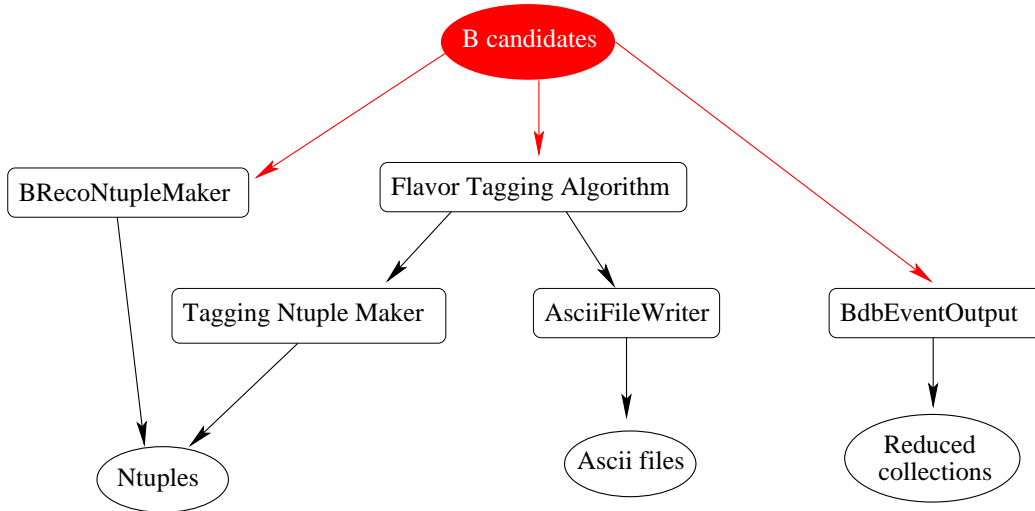 B candidates
BRecoNtupleMaker
Flavor Tagging Algorithm
Tagging Ntuple Maker
AsciiFileWriter
BdbEventOutput
Ntuples
Ascii files
Reduced
collections